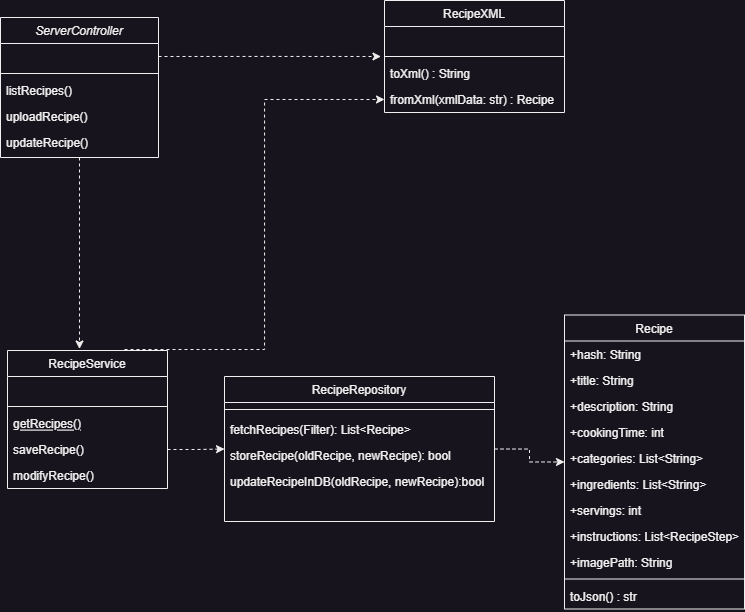 ServerController
listRecipes()
uploadRecipe()
updateRecipe()
RecipeXML
toXml() : String
fromXml(xmlData: str) : Recipe
RecipeService
getRecipes()
saveRecipe()
modifyRecipe()
RecipeRepository
fetchRecipes(Filter): List<Recipe>
storeRecipe(oldRecipe, newRecipe): bool
updateRecipeInDB(oldRecipe, newRecipe):bool
Recipe
+hash: String
+title: String
+description: String
+cookingTime: int
+categories: List<String>
+ingredients: List<String>
+servings: int
+instructions: List<RecipeStep>
+imagePath: String
toJson() : str